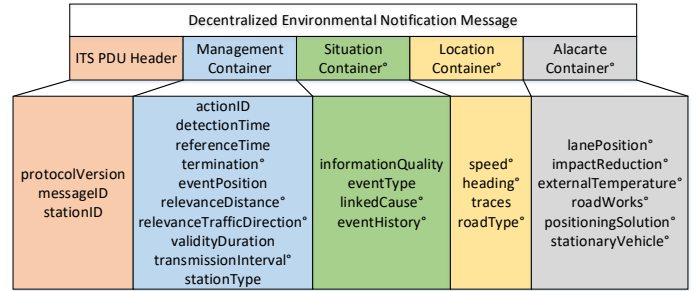 Decentralized Environmental Notification Message
ITS PDU Header
Management
Container
Situation
Container°
Location
Container°
Alacarte
Container°
protocolVersion
messageID
stationID
actionID
detectionTime
referenceTime
termination°
eventPosition
relevanceDistance°
relevanceTrafficDirection°
validityDuration
transmissionInterval°
stationType
informationQuality
eventType
linkedCause°
eventHistory°
speed°
heading°
traces
roadType°
lanePosition°
impactReduction°
externalTemperature°
roadWorks°
positioningSolution°
stationaryVehicle°